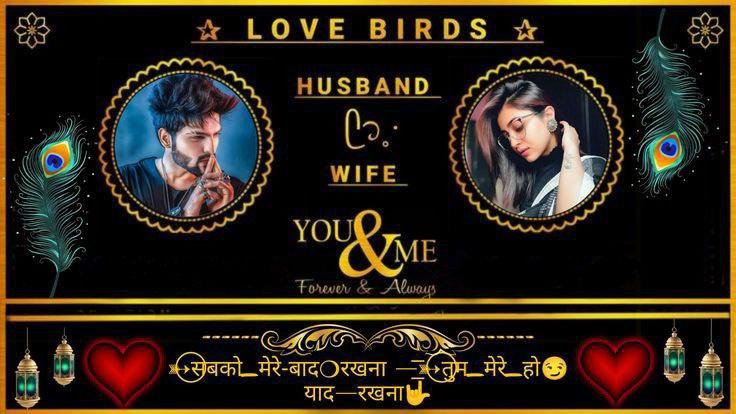 ☆ LOVE BIRDS ☆
HUSBAND
WIFE
YOU & ME
Forever & Always
➳⃝सबको_मेरे-बाद❍रखना —͟͞➳⃝तुम_मेरे_हो😏
याद—रखना🤟